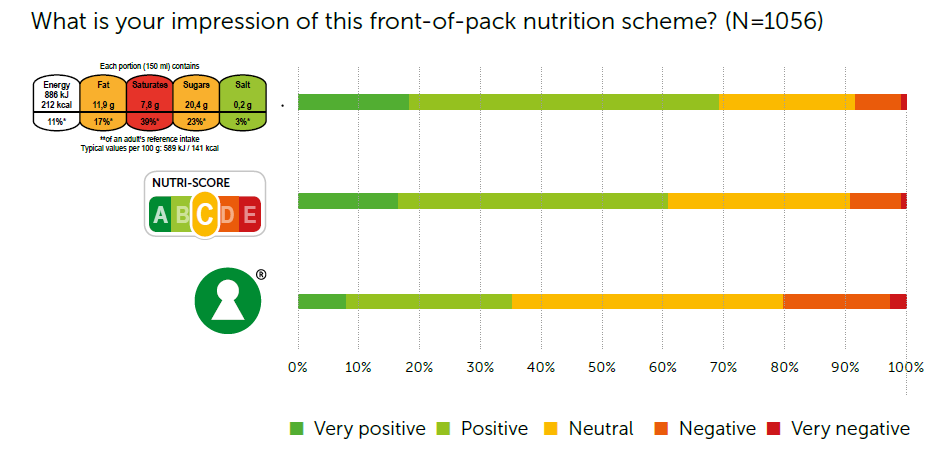 What is your impression of this front-of-pack nutrition scheme? (N=1056)
Each portion (150 ml) contains
Energy Fat Saturates Sugars Salt
886 kJ
212 kcal 11,9 g 7,8 g 20,4 g 0,2 g
11%* 17%* 39%* 23%* 3%*
**of an adult's reference intake
Typical values per 100 g: 589 kJ / 141 kcal
NUTRI-SCORE
A B C D E
®
0% 10% 20% 30% 40% 50% 60% 70% 80% 90% 100%
Very positive Positive Neutral Negative Very negative